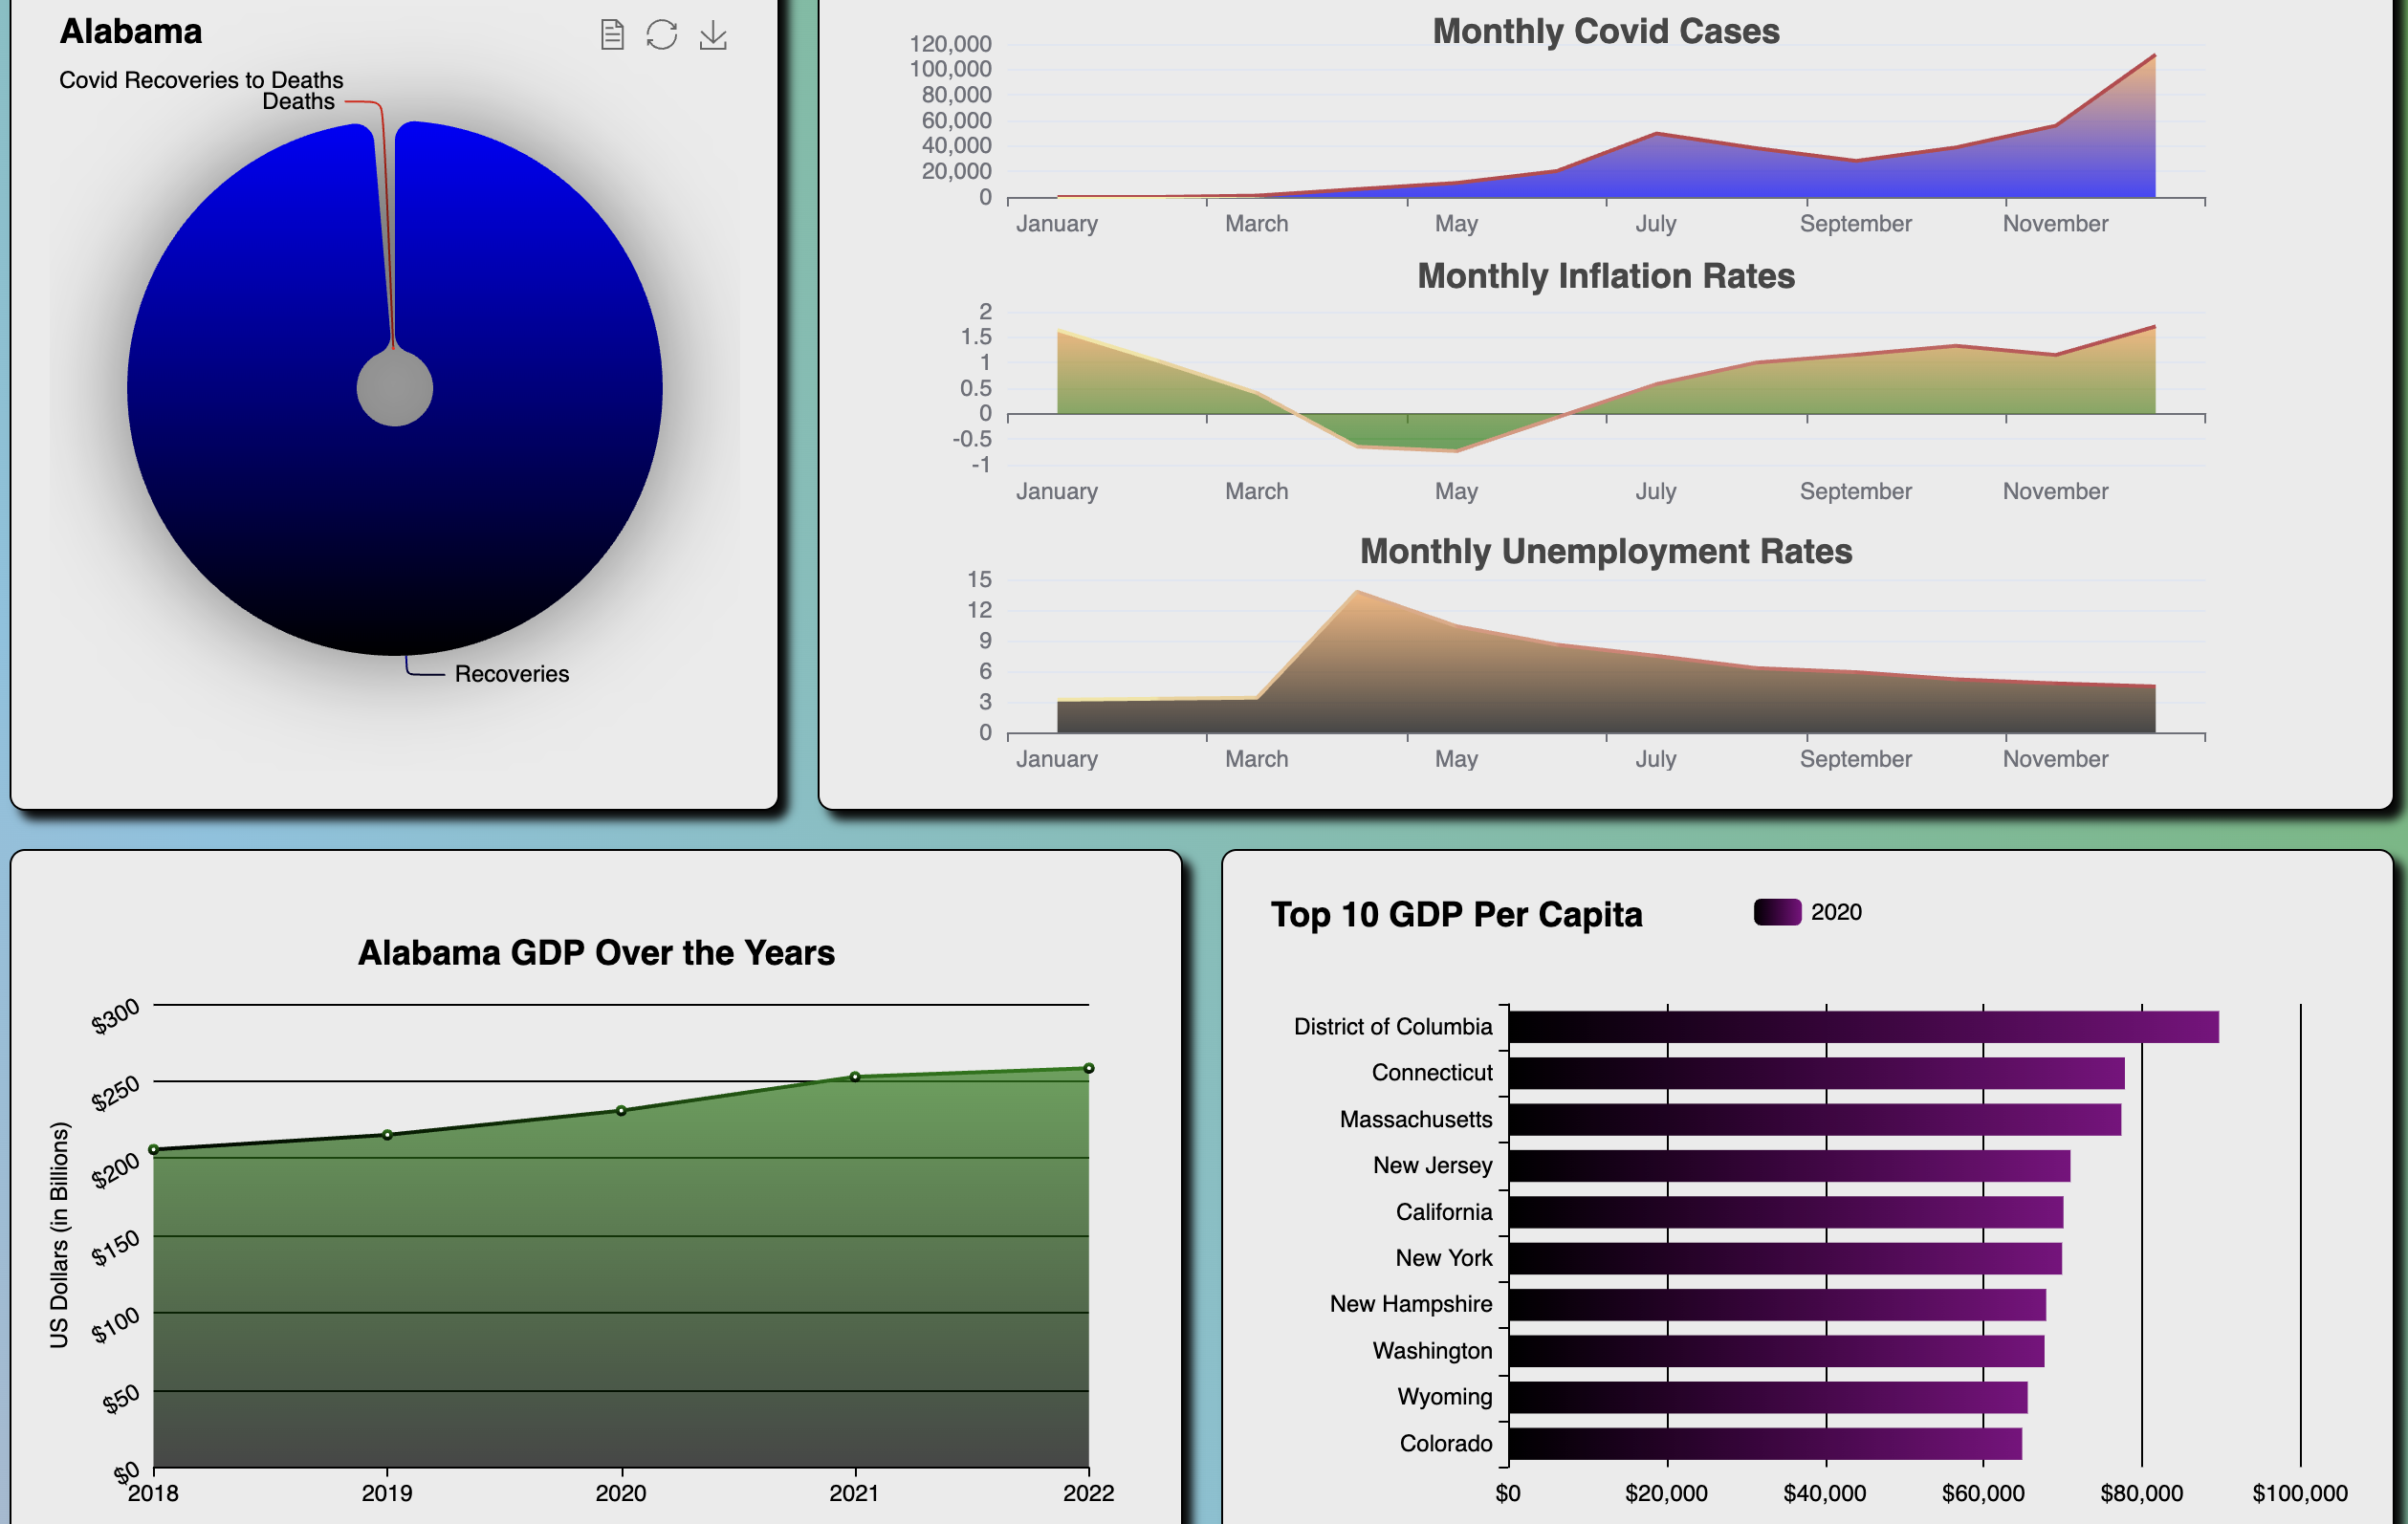 Alabama
Covid Recoveries to Deaths
Deaths
Recoveries
Monthly Covid Cases
120,000
100,000
80,000
60,000
40,000
20,000
0
January March May July September November
Monthly Inflation Rates
2
1.5
1
0.5
0
-0.5
-1
January March May July September November
Monthly Unemployment Rates
15
12
9
6
3
0
January March May July September November
Alabama GDP Over the Years
US Dollars (in Billions)
$300
$250
$200
$150
$100
$50
$0
2018 2019 2020 2021 2022
Top 10 GDP Per Capita
2020
District of Columbia
Connecticut
Massachusetts
New Jersey
California
New York
New Hampshire
Washington
Wyoming
Colorado
$0 $20,000 $40,000 $60,000 $80,000 $100,000